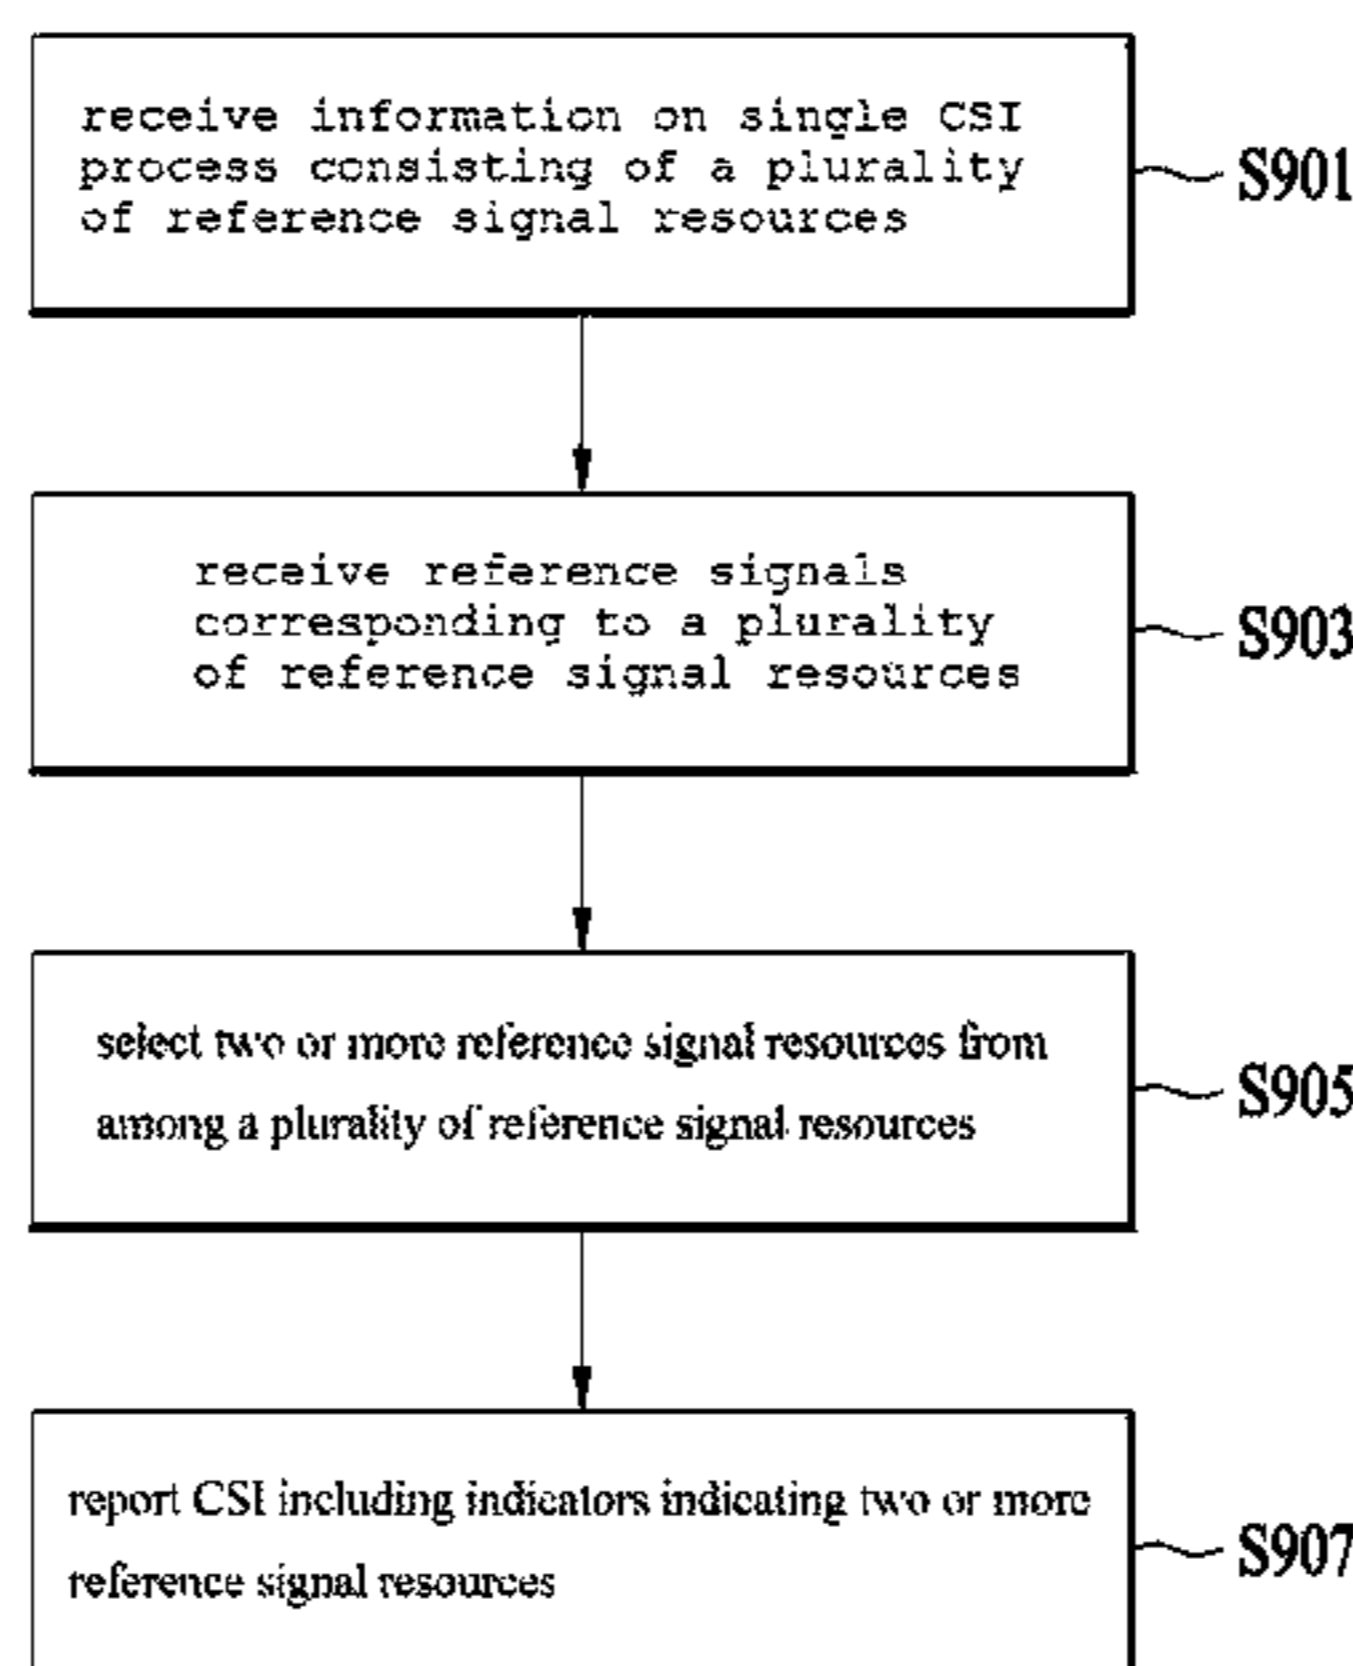 receive information on single CSI
process consisting of a plurality
of reference signal resources
S901
receive reference signals
corresponding to a plurality
of reference signal resources
S903
select two or more reference signal resources from
among a plurality of reference signal resources
S905
report CSI including indicators indicating two or more
reference signal resources
S907